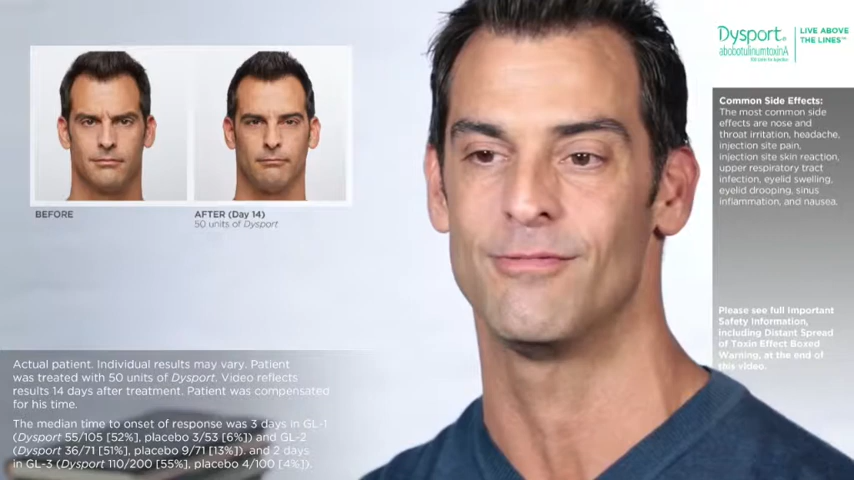 Dysport®
abobotulinumtoxinA
LIVE ABOVE
THE LINES™
BEFORE
AFTER (Day 14)
50 units of Dysport
Common Side Effects:
The most common side
effects are nose and
throat irritation, headache,
injection site pain,
injection site skin reaction,
upper respiratory tract
infection, eyelid swelling,
eyelid drooping, sinus
inflammation, and nausea.
Please see full Important
Safety Information,
including Distant Spread
of Toxin Effect Boxed
Warning, at the end of
this video.
Actual patient. Individual results may vary. Patient
was treated with 50 units of Dysport. Video reflects
results 14 days after treatment. Patient was compensated
for his time.
The median time to onset of response was 3 days in GL-1
(Dysport 55/105 [52%], placebo 3/53 [6%]) and GL-2
(Dysport 36/71 [51%], placebo 9/71 [13%]). and 2 days
in GL-3 (Dysport 110/200 [55%], placebo 4/100 [4%]).